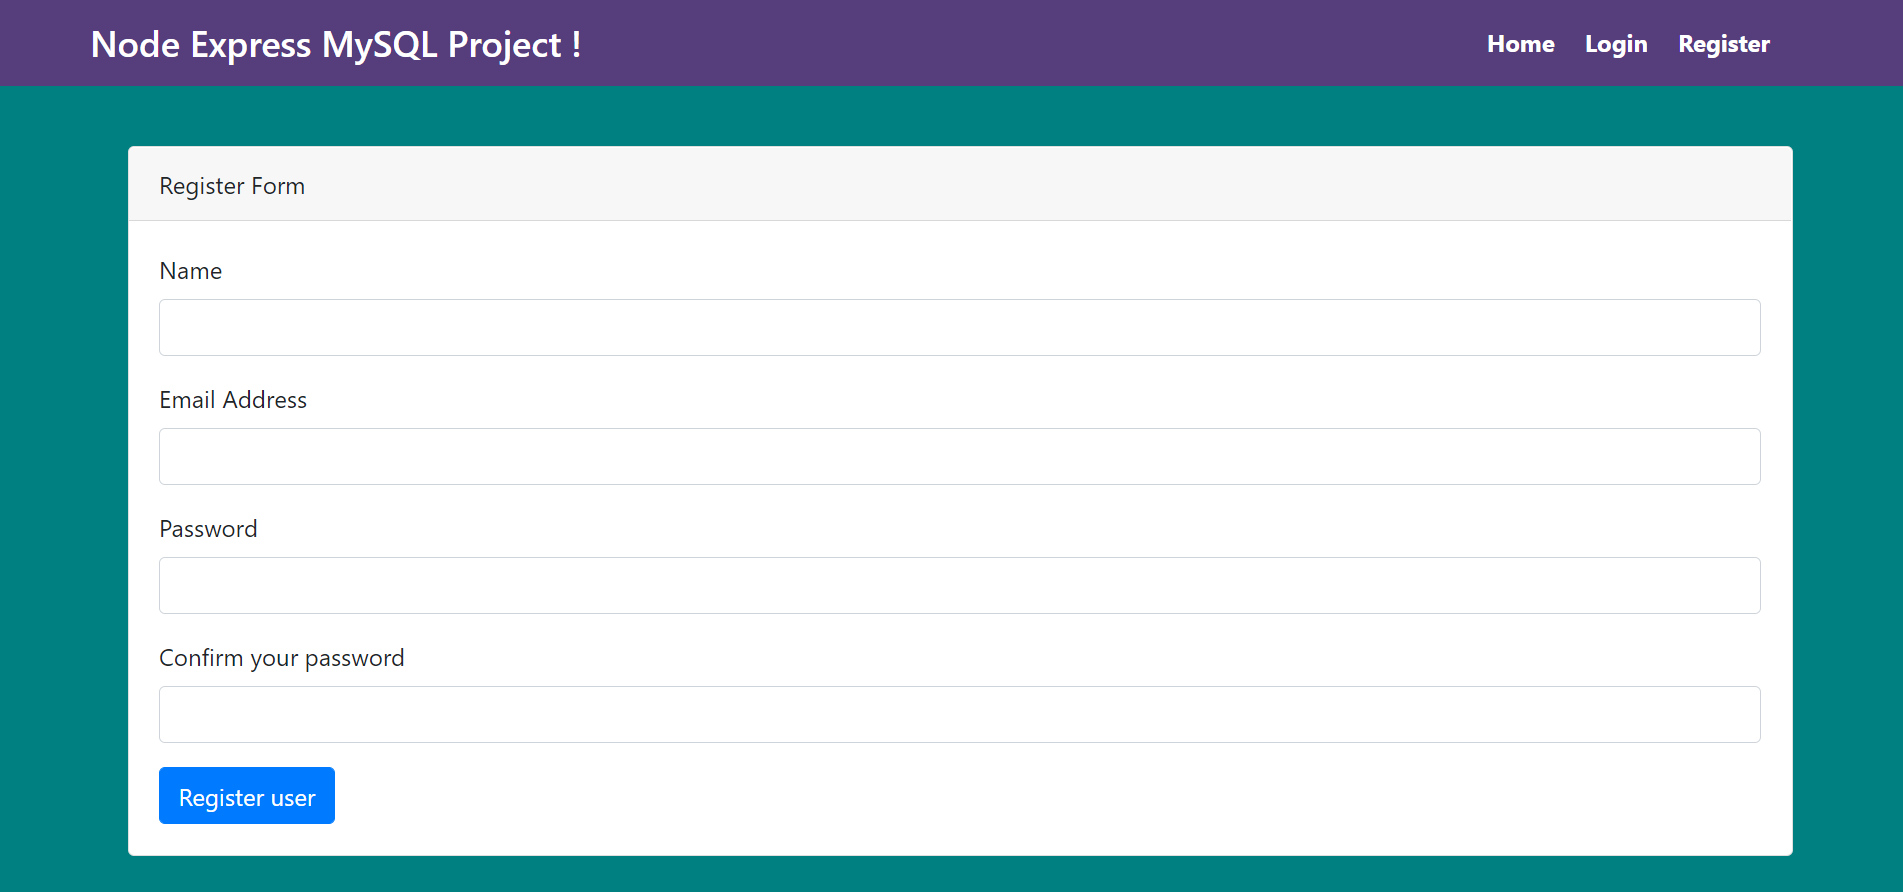 Node Express MySQL Project !
Home Login Register
Register Form
Name
Email Address
Password
Confirm your password
Register user